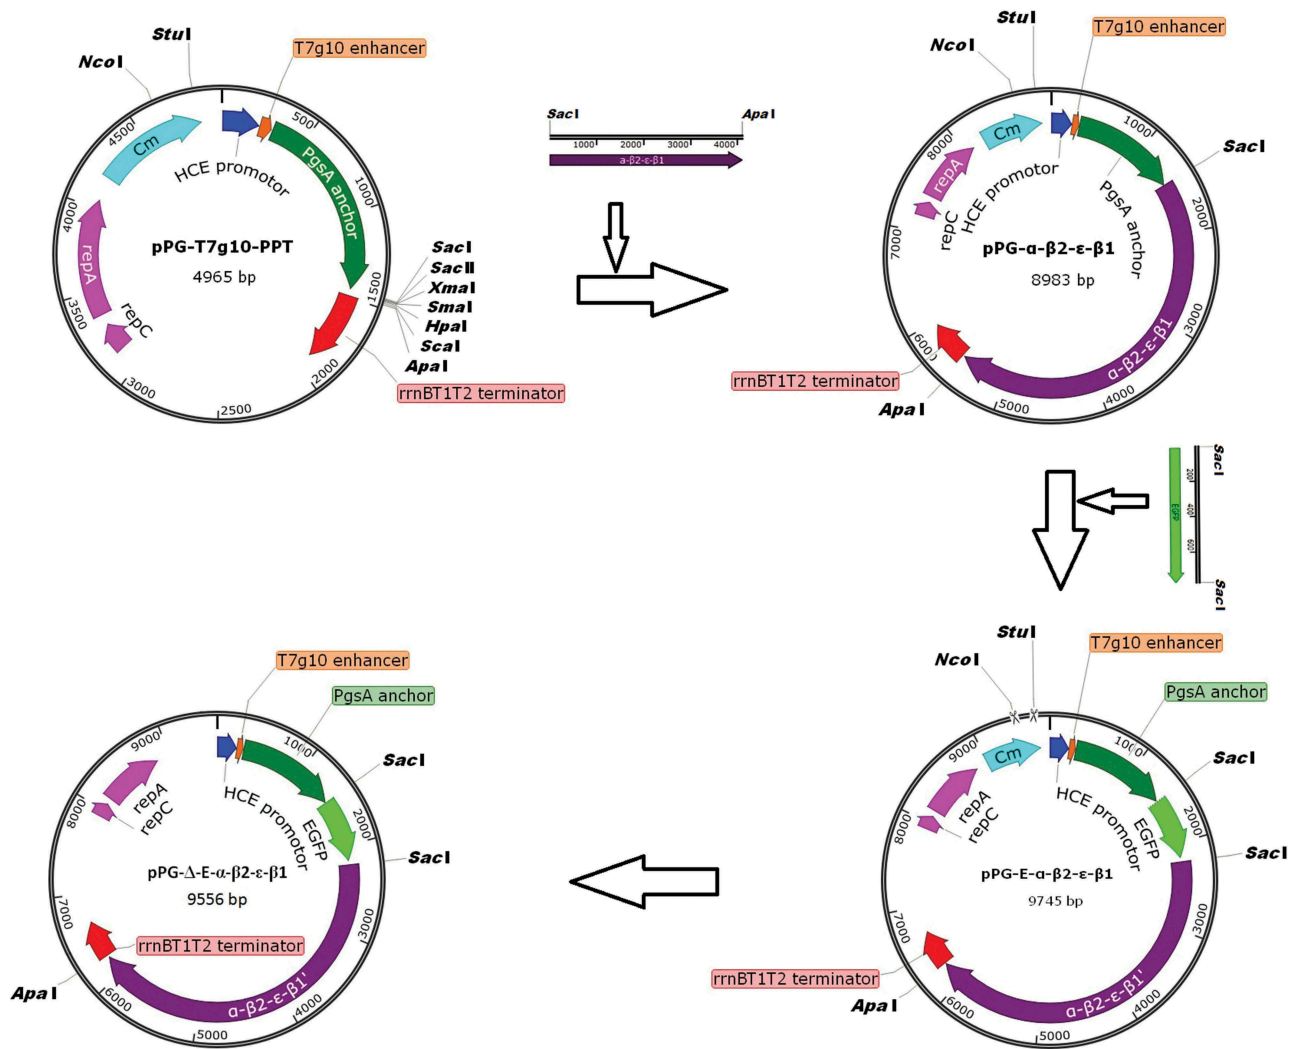 StuI
T7g10 enhancer
NcoI
4500
500
Cm
HCE promotor
PgsA anchor
1000
4000
pPG-T7g10-PPT
4965 bp
repA
SacI
SacII
XmaI
SmaI
HpaI
ScaI
ApaI
1500
3500
repC
2000
rrnBT1T2 terminator
3000
2500
SacI
ApaI
1000
2000
3000
4000
α-β2-ε-β1
StuI
T7g10 enhancer
NcoI
8000
Cm
1000
SacI
repA
HCE promotor
PgsA anchor
2000
repC
7000
pPG-α-β2-ε-β1
8983 bp
3000
α-β2-ε-β1
6000
rrnBT1T2 terminator
ApaI
5000
4000
SacI
200
400
600
EGFP
SacI
T7g10 enhancer
PgsA anchor
9000
1000
SacI
repA
HCE promotor
8000
repC
EGFP
2000
SacI
pPG-Δ-E-α-β2-ε-β1
9556 bp
7000
3000
rrnBT1T2 terminator
ApaI
6000
α-β2-ε-β1'
4000
5000
StuI
T7g10 enhancer
NcoI
PgsA anchor
9000
Cm
1000
SacI
repA
HCE promotor
8000
repC
EGFP
2000
SacI
pPG-E-α-β2-ε-β1
9745 bp
7000
3000
rrnBT1T2 terminator
ApaI
6000
α-β2-ε-β1'
4000
5000